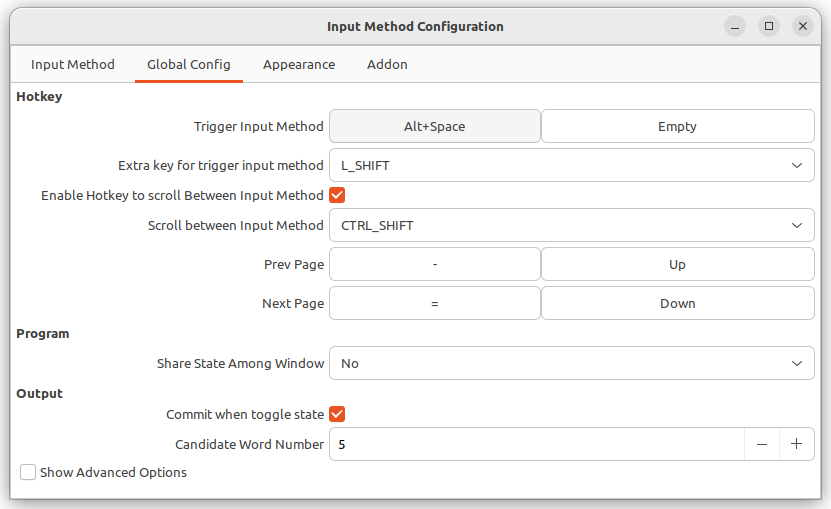 Input Method Configuration
Input Method Global Config Appearance Addon
Hotkey
Trigger Input Method Alt+Space Empty
Extra key for trigger input method L_SHIFT
Enable Hotkey to scroll Between Input Method
Scroll between Input Method CTRL_SHIFT
Prev Page - Up
Next Page = Down
Program
Share State Among Window No
Output
Commit when toggle state
Candidate Word Number 5
Show Advanced Options